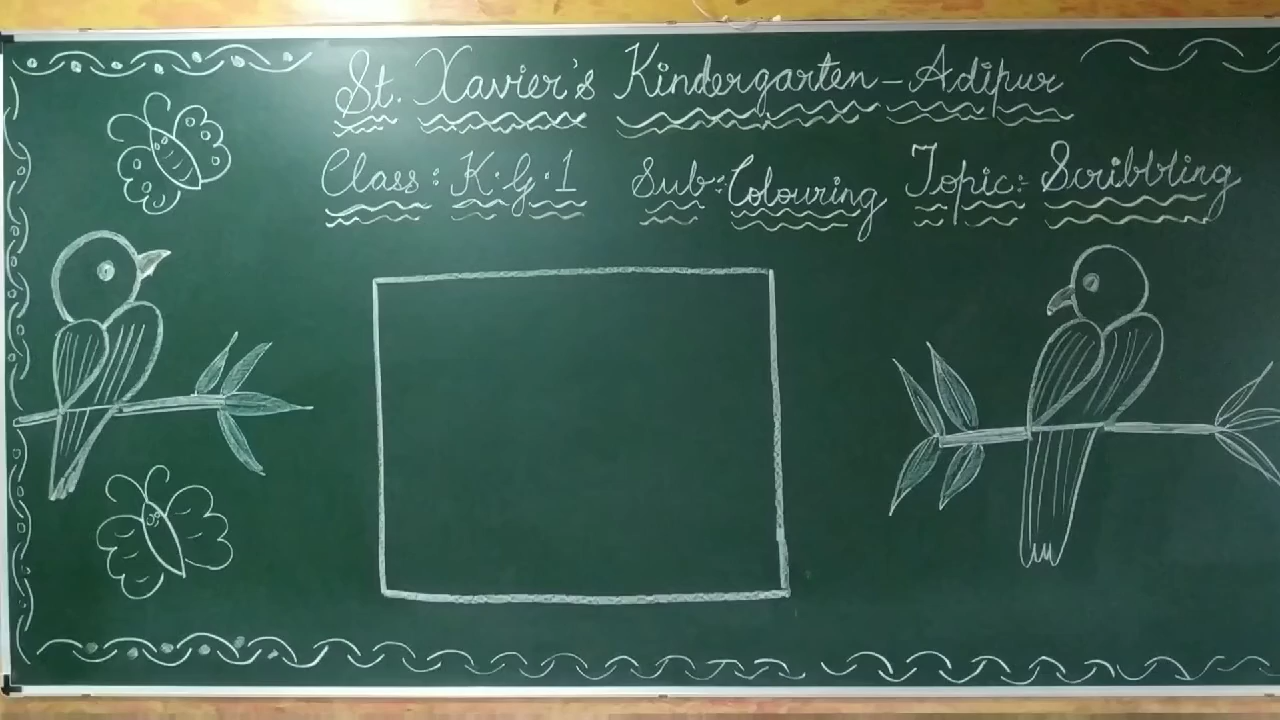 St. Xavier's Kindergarten - Adipur
Class: K.G.1 Sub: Colouring Topic: Scribbling